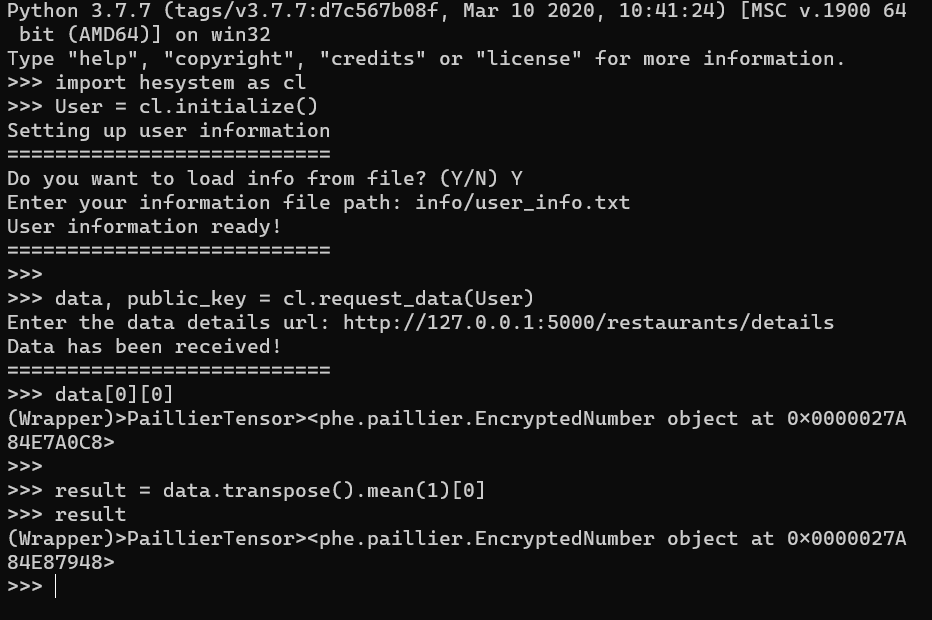 Python 3.7.7 (tags/v3.7.7:d7c567b08f, Mar 10 2020, 10:41:24) [MSC v.1900 64
 bit (AMD64)] on win32
Type "help", "copyright", "credits" or "license" for more information.
>>> import hesystem as cl
>>> User = cl.initialize()
Setting up user information
===========================
Do you want to load info from file? (Y/N) Y
Enter your information file path: info/user_info.txt
User information ready!
===========================
>>>
>>> data, public_key = cl.request_data(User)
Enter the data details url: http://127.0.0.1:5000/restaurants/details
Data has been received!
===========================
>>> data[0][0]
(Wrapper)>PaillierTensor><phe.paillier.EncryptedNumber object at 0x0000027A
84E7A0C8>
>>>
>>> result = data.transpose().mean(1)[0]
>>> result
(Wrapper)>PaillierTensor><phe.paillier.EncryptedNumber object at 0x0000027A
84E87948>
>>>